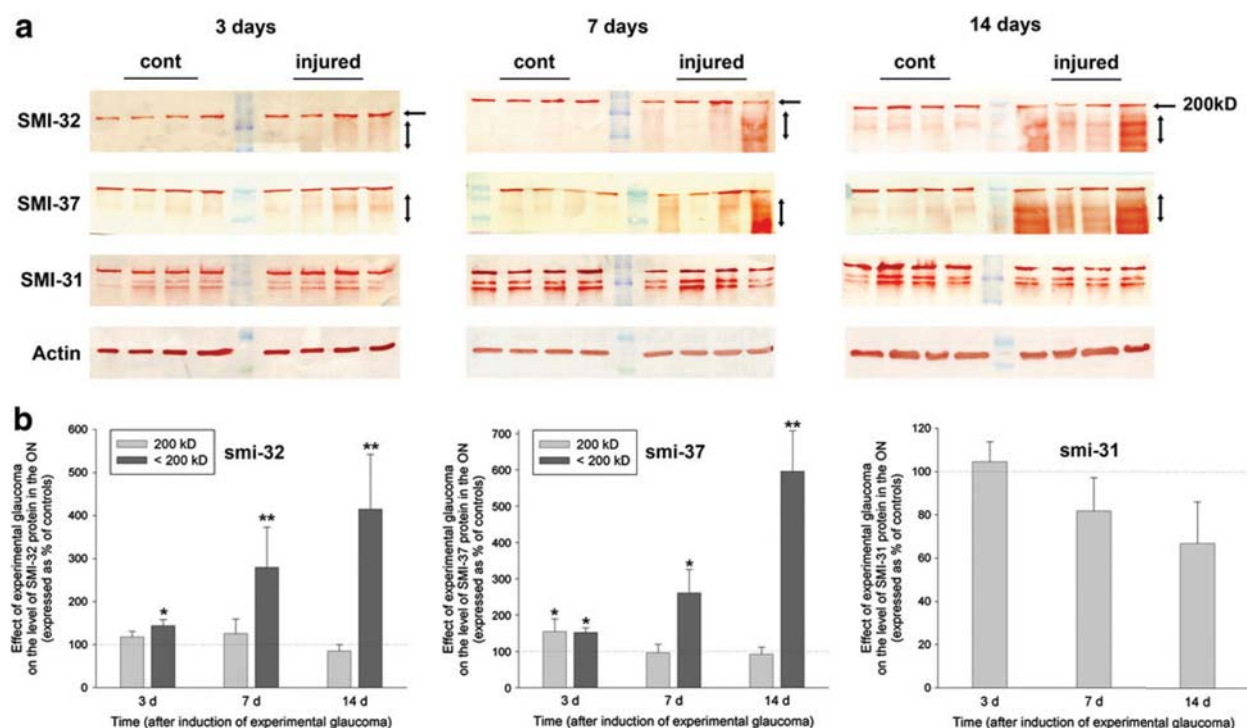 a
3 days 7 days 14 days
cont injured cont injured cont injured
SMI-32
200kD
SMI-37
SMI-31
Actin
b
Effect of experimental glaucoma
on the level of SMI-32 protein in the ON
(expressed as % of controls)
600
500
400
300
200
100
0
200 kD
< 200 kD
smi-32
*
**
**
3 d 7 d 14 d
Time (after induction of experimental glaucoma)
Effect of experimental glaucoma
on the level of SMI-37 protein in the ON
(expressed as % of controls)
700
600
500
400
300
200
100
0
200 kD
< 200 kD
smi-37
*
*
*
**
3 d 7 d 14 d
Time (after induction of experimental glaucoma)
Effect of experimental glaucoma
on the level of SMI-31 protein in the ON
(expressed as % of controls)
120
100
80
60
40
20
0
smi-31
3 d 7 d 14 d
Time (after induction of experimental glaucoma)